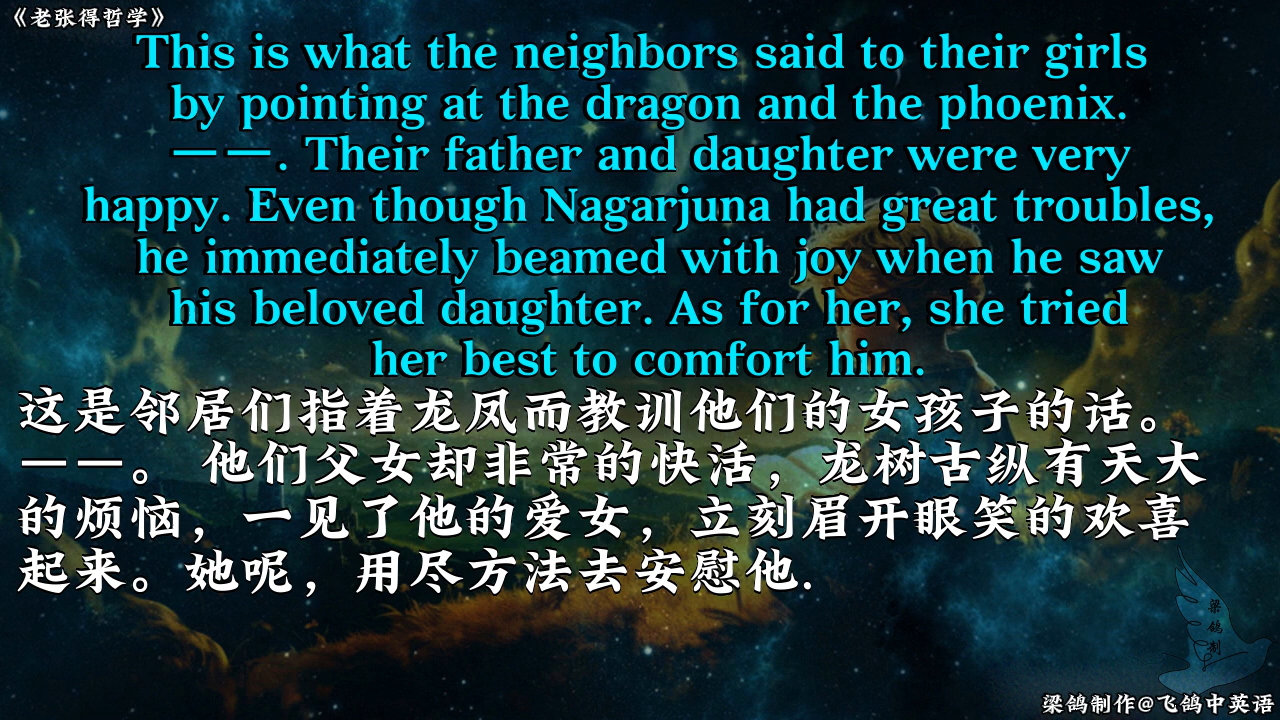 《老张得哲学》
This is what the neighbors said to their girls
by pointing at the dragon and the phoenix.
——. Their father and daughter were very
happy. Even though Nagarjuna had great troubles,
he immediately beamed with joy when he saw
his beloved daughter. As for her, she tried
her best to comfort him.
这是邻居们指着龙凤而教训他们的女孩子的话。
——。 他们父女却非常的快活，龙树古纵有天大
的烦恼，一见了他的爱女，立刻眉开眼笑的欢喜
起来。她呢，用尽方法去安慰他.
梁鸽制
梁鸽制作@飞鸽中英语